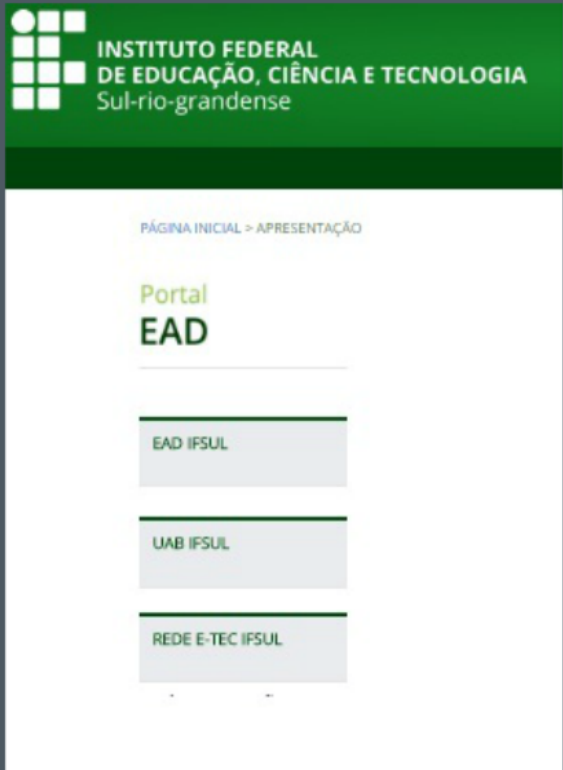 INSTITUTO FEDERAL
DE EDUCAÇÃO, CIÊNCIA E TECNOLOGIA
Sul-rio-grandense
PÁGINA INICIAL > APRESENTAÇÃO
Portal
EAD
EAD IFSUL
UAB IFSUL
REDE E-TEC IFSUL